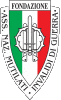 FONDAZIONE
ASS. NAZ. MUTILATI
INVALIDI DI GUERRA